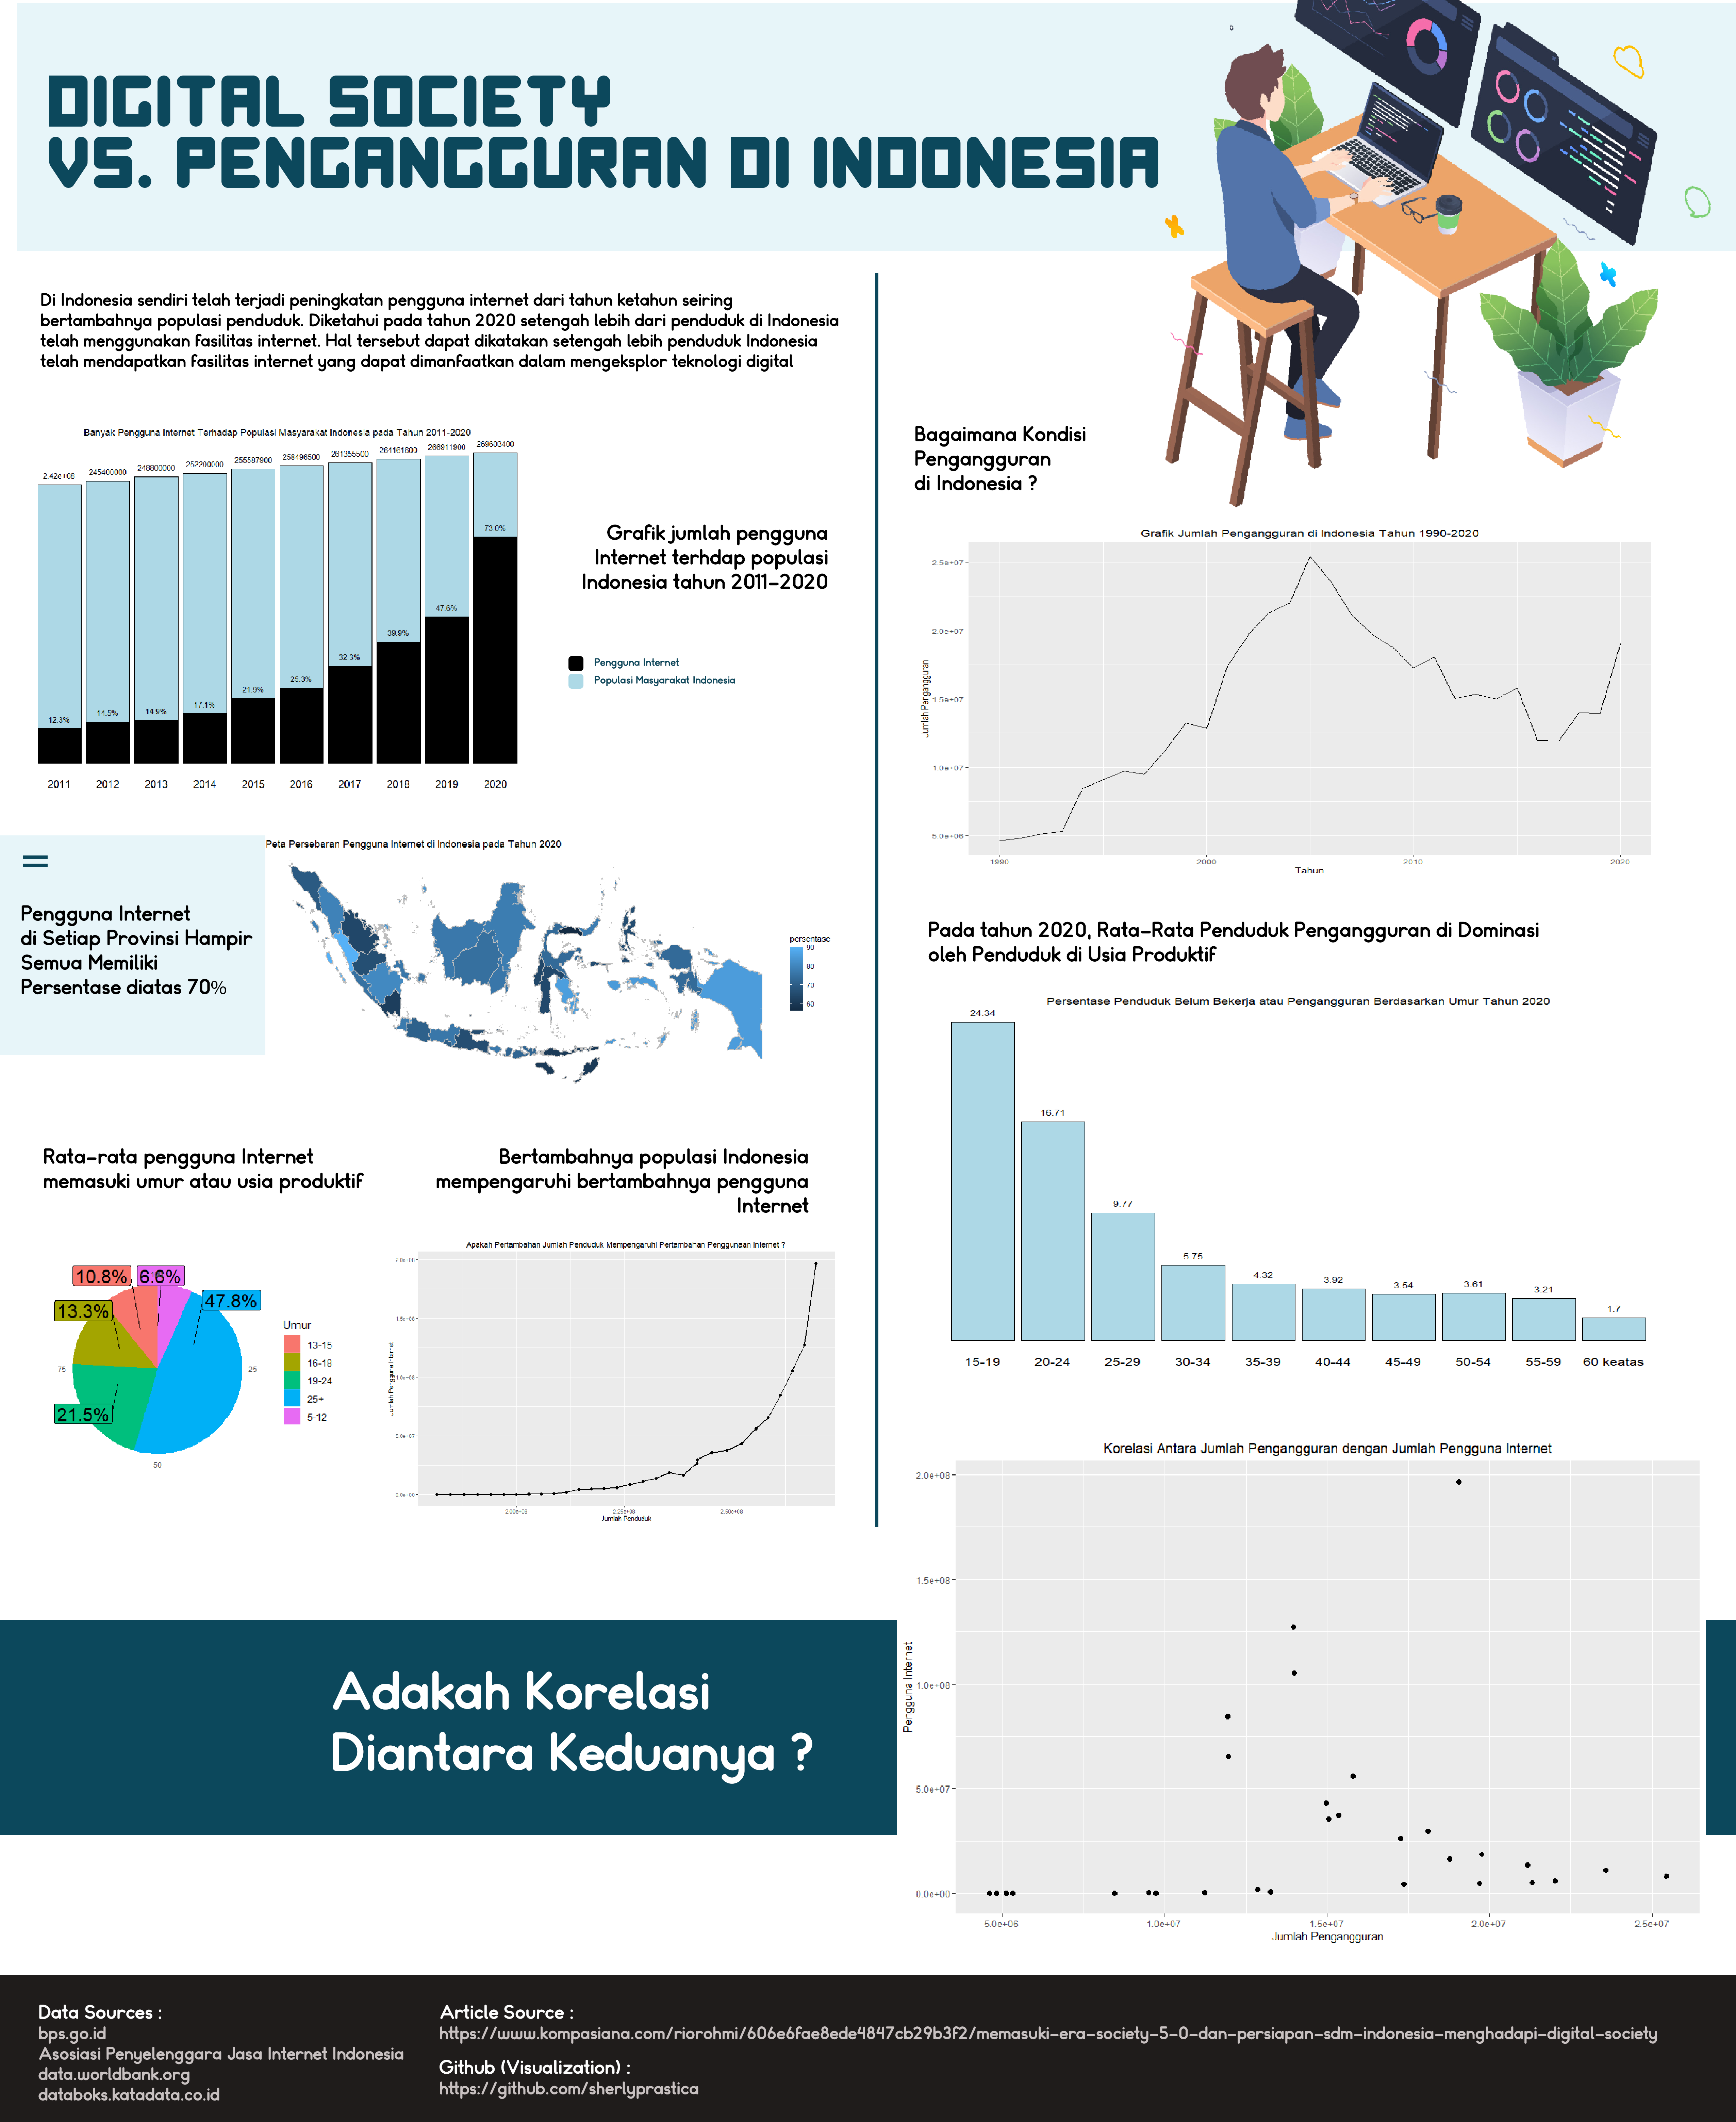 DIGITAL SOCIETY
VS. PENGANGGURAN DI INDONESIA
Di Indonesia sendiri telah terjadi peningkatan pengguna internet dari tahun ketahun seiring
bertambahnya populasi penduduk. Diketahui pada tahun 2020 setengah lebih dari penduduk di Indonesia
telah menggunakan fasilitas internet. Hal tersebut dapat dikatakan setengah lebih penduduk Indonesia
telah mendapatkan fasilitas internet yang dapat dimanfaatkan dalam mengeksplor teknologi digital
Banyak Pengguna Internet Terhadap Populasi Masyarakat Indonesia pada Tahun 2011-2020
2.42e+08 245400000 248800000 252200000 255587900 258496500 261355500 264161600 266911900 269603400
12.3% 14.5% 14.9% 17.1% 21.9% 25.3% 32.3% 39.9% 47.6% 73.0%
2011 2012 2013 2014 2015 2016 2017 2018 2019 2020
Grafik jumlah pengguna
Internet terhdap populasi
Indonesia tahun 2011-2020
Pengguna Internet
Populasi Masyarakat Indonesia
=
Pengguna Internet
di Setiap Provinsi Hampir
Semua Memiliki
Persentase diatas 70%
Peta Persebaran Pengguna Internet di Indonesia pada Tahun 2020
persentase
90
80
70
60
Rata-rata pengguna Internet
memasuki umur atau usia produktif
10.8% 6.6%
13.3% 47.8%
21.5%
75 25
50
Umur
13-15
16-18
19-24
25+
5-12
Bertambahnya populasi Indonesia
mempengaruhi bertambahnya pengguna
Internet
Apakah Pertambahan Jumlah Penduduk Mempengaruhi Pertambahan Penggunaan Internet ?
2.0e+08
1.5e+08
1.0e+08
5.0e+07
0.0e+00
Jumlah Pengguna Internet
2.00e+08 2.25e+08 2.50e+08
Jumlah Penduduk
Bagaimana Kondisi
Pengangguran
di Indonesia ?
Grafik Jumlah Pengangguran di Indonesia Tahun 1990-2020
2.5e+07
2.0e+07
1.5e+07
1.0e+07
5.0e+06
Jumlah Pengangguran
1990 2000 2010 2020
Tahun
Pada tahun 2020, Rata-Rata Penduduk Pengangguran di Dominasi
oleh Penduduk di Usia Produktif
Persentase Penduduk Belum Bekerja atau Pengangguran Berdasarkan Umur Tahun 2020
24.34 16.71 9.77 5.75 4.32 3.92 3.54 3.61 3.21 1.7
15-19 20-24 25-29 30-34 35-39 40-44 45-49 50-54 55-59 60 keatas
Adakah Korelasi
Diantara Keduanya ?
Korelasi Antara Jumlah Pengangguran dengan Jumlah Pengguna Internet
2.0e+08
1.5e+08
1.0e+08
5.0e+07
0.0e+00
Pengguna Internet
5.0e+06 1.0e+07 1.5e+07 2.0e+07 2.5e+07
Jumlah Pengangguran
Data Sources :
bps.go.id
Asosiasi Penyelenggara Jasa Internet Indonesia
data.worldbank.org
databoks.katadata.co.id
Article Source :
https://www.kompasiana.com/riorohmi/606e6fae8ede4847cb29b3f2/memasuki-era-society-5-0-dan-persiapan-sdm-indonesia-menghadapi-digital-society
Github (Visualization) :
https://github.com/sherlyprastica